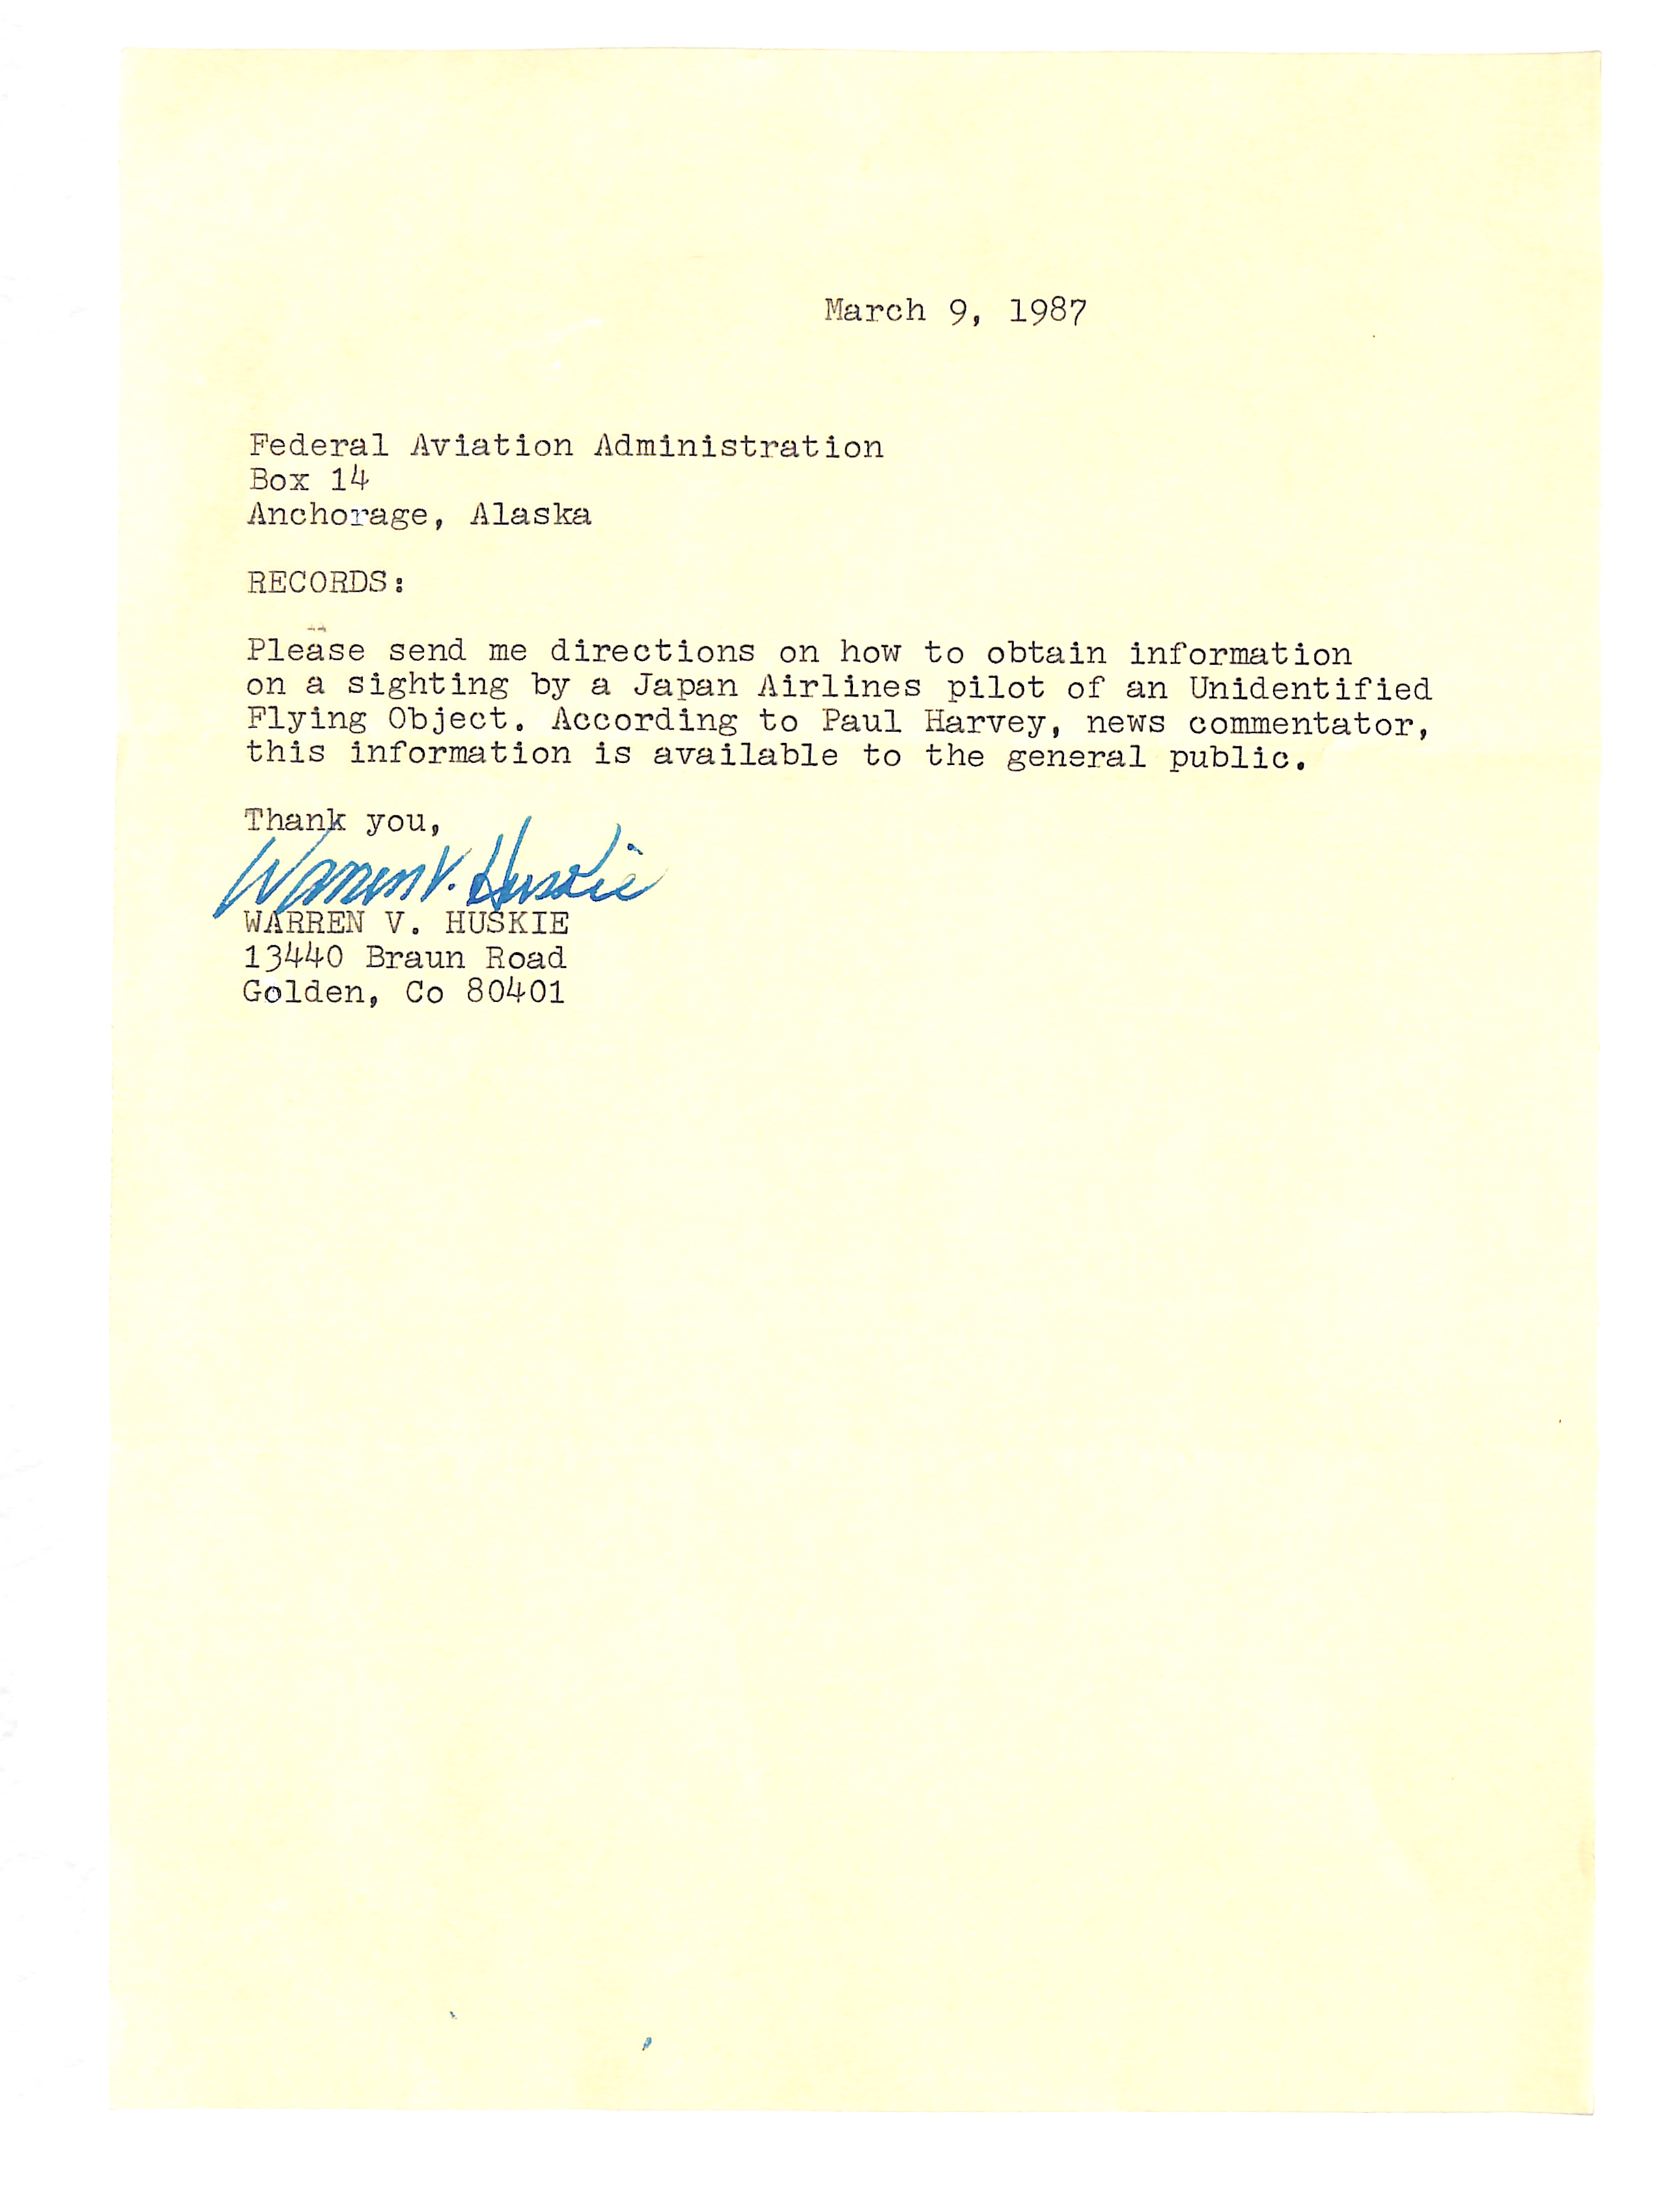 March 9, 1987
Federal Aviation Administration
Box 14
Anchorage, Alaska
RECORDS:
Please send me directions on how to obtain information
on a sighting by a Japan Airlines pilot of an Unidentified
Flying Object. According to Paul Harvey, news commentator,
this information is available to the general public.
Thank you,
Warren V. Huskie
WARREN V. HUSKIE
13440 Braun Road
Golden, Co 80401